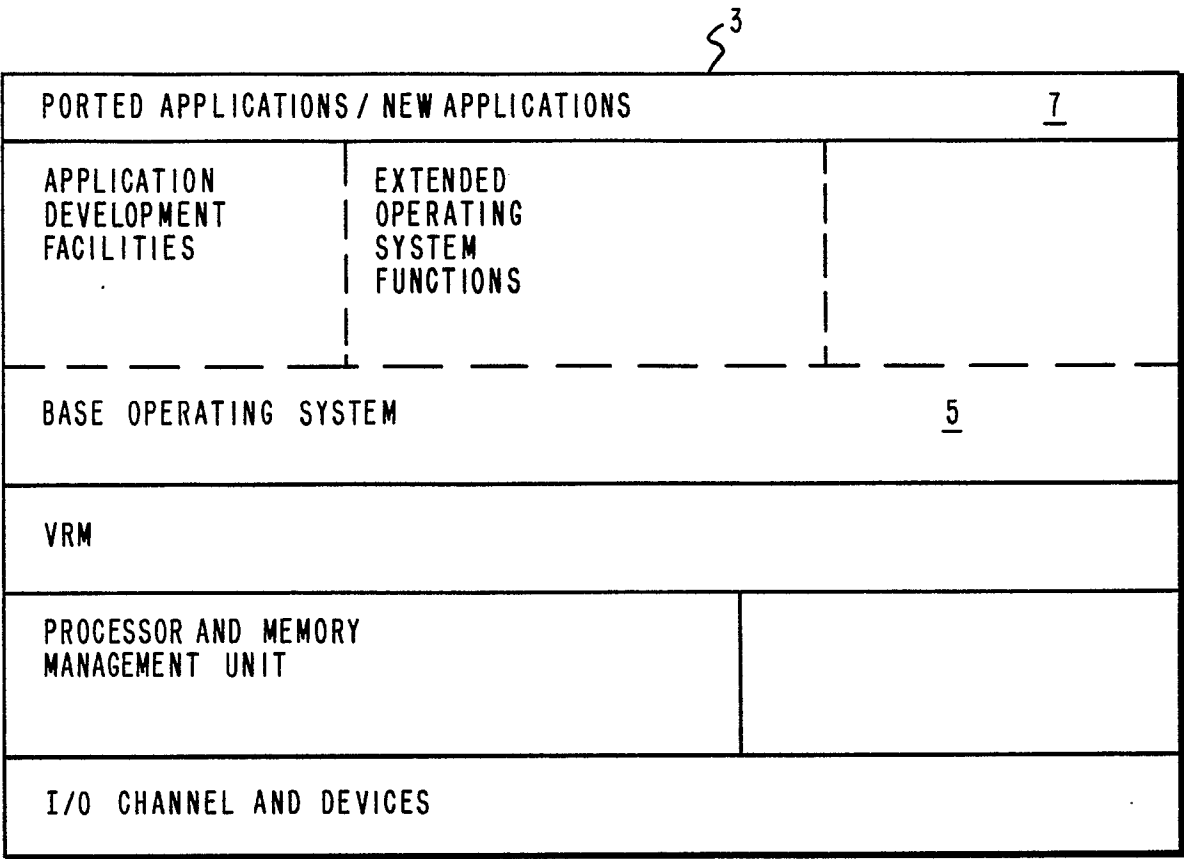 3
PORTED APPLICATIONS / NEW APPLICATIONS 7
APPLICATION
DEVELOPMENT
FACILITIES
EXTENDED
OPERATING
SYSTEM
FUNCTIONS
BASE OPERATING SYSTEM 5
VRM
PROCESSOR AND MEMORY
MANAGEMENT UNIT
I/O CHANNEL AND DEVICES